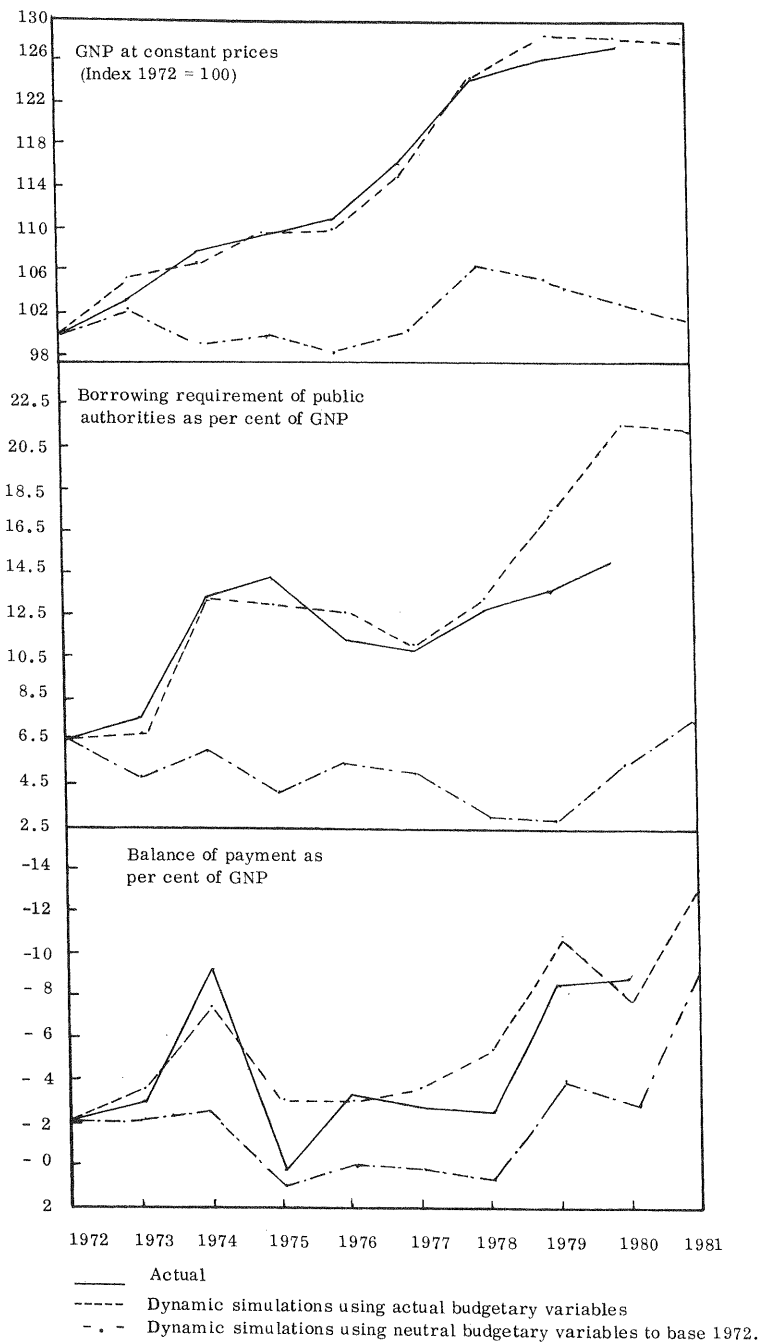 130
126
122
118
114
110
106
102
98
GNP at constant prices
(Index 1972 = 100)
22.5
20.5
18.5
16.5
14.5
12.5
10.5
8.5
6.5
4.5
2.5
Borrowing requirement of public
authorities as per cent of GNP
-14
-12
-10
- 8
- 6
- 4
- 2
- 0
2
Balance of payment as
per cent of GNP
1972 1973 1974 1975 1976 1977 1978 1979 1980 1981
Actual
Dynamic simulations using actual budgetary variables
Dynamic simulations using neutral budgetary variables to base 1972.